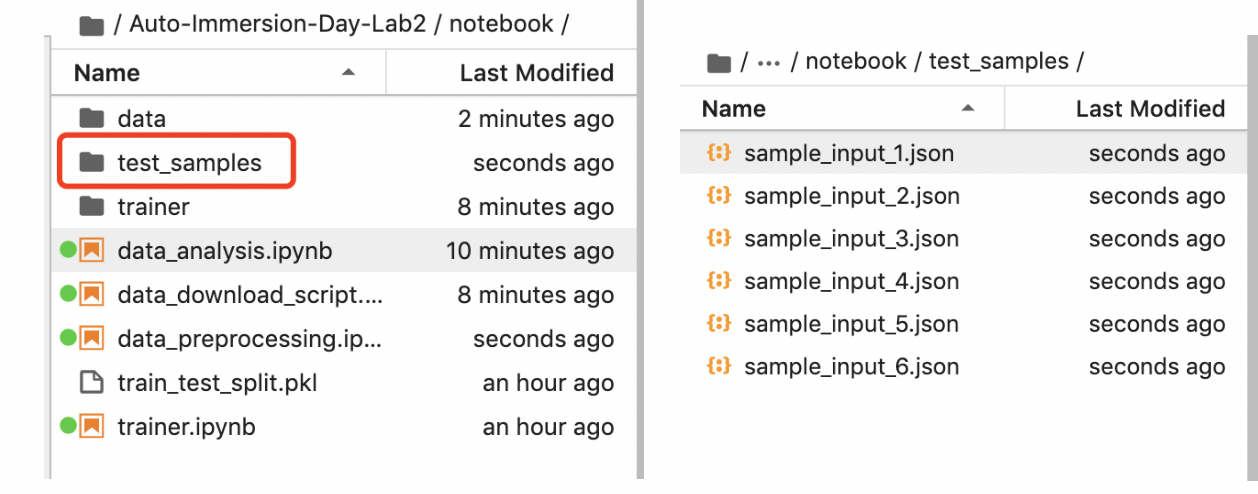 / Auto-Immersion-Day-Lab2 / notebook /
Name Last Modified
data 2 minutes ago
test_samples seconds ago
trainer 8 minutes ago
data_analysis.ipynb 10 minutes ago
data_download_script.... 8 minutes ago
data_preprocessing.ip... seconds ago
train_test_split.pkl an hour ago
trainer.ipynb an hour ago
/ ... / notebook / test_samples /
Name Last Modified
sample_input_1.json seconds ago
sample_input_2.json seconds ago
sample_input_3.json seconds ago
sample_input_4.json seconds ago
sample_input_5.json seconds ago
sample_input_6.json seconds ago